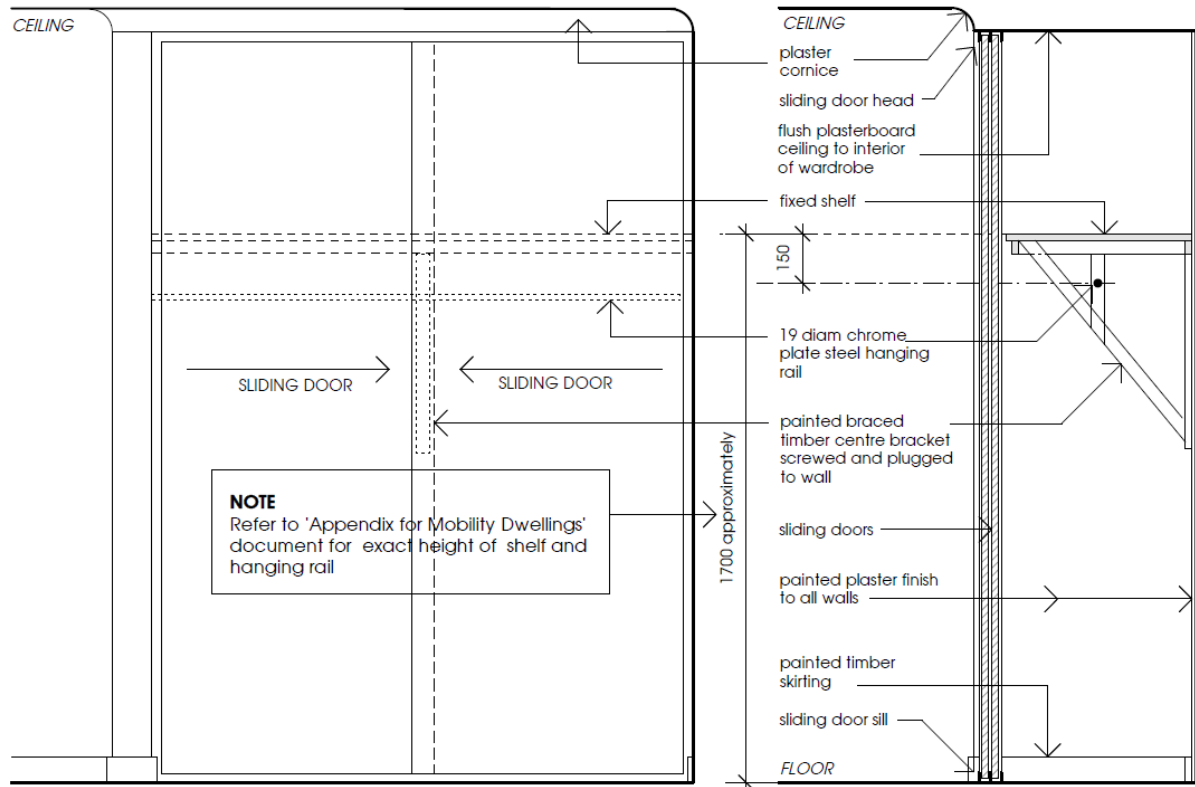 CEILING
CEILING
plaster
cornice
sliding door head
flush plasterboard
ceiling to interior
of wardrobe
fixed shelf
150
19 diam chrome
plate steel hanging
rail
SLIDING DOOR
SLIDING DOOR
painted braced
timber centre bracket
screwed and plugged
to wall
1700 approximately
NOTE
Refer to 'Appendix for Mobility Dwellings'
document for exact height of shelf and
hanging rail
sliding doors
painted plaster finish
to all walls
painted timber
skirting
sliding door sill
FLOOR